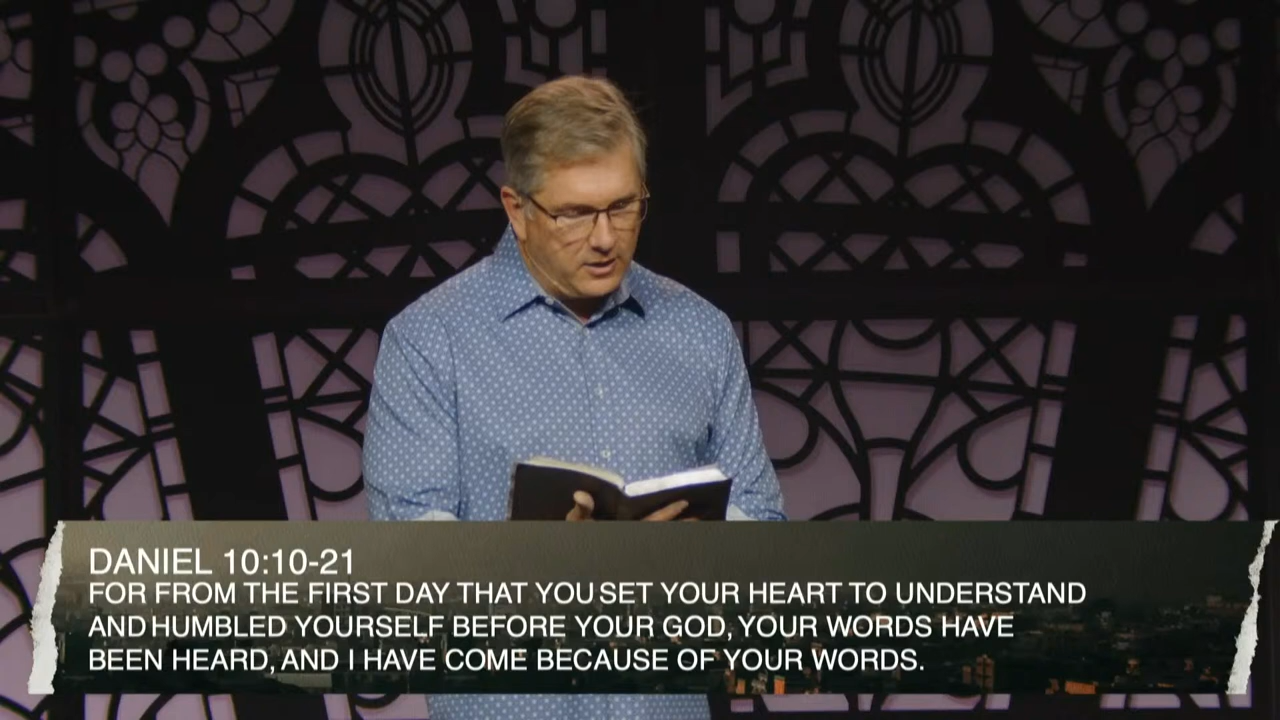 DANIEL 10:10-21
FOR FROM THE FIRST DAY THAT YOU SET YOUR HEART TO UNDERSTAND
AND HUMBLED YOURSELF BEFORE YOUR GOD, YOUR WORDS HAVE
BEEN HEARD, AND I HAVE COME BECAUSE OF YOUR WORDS.